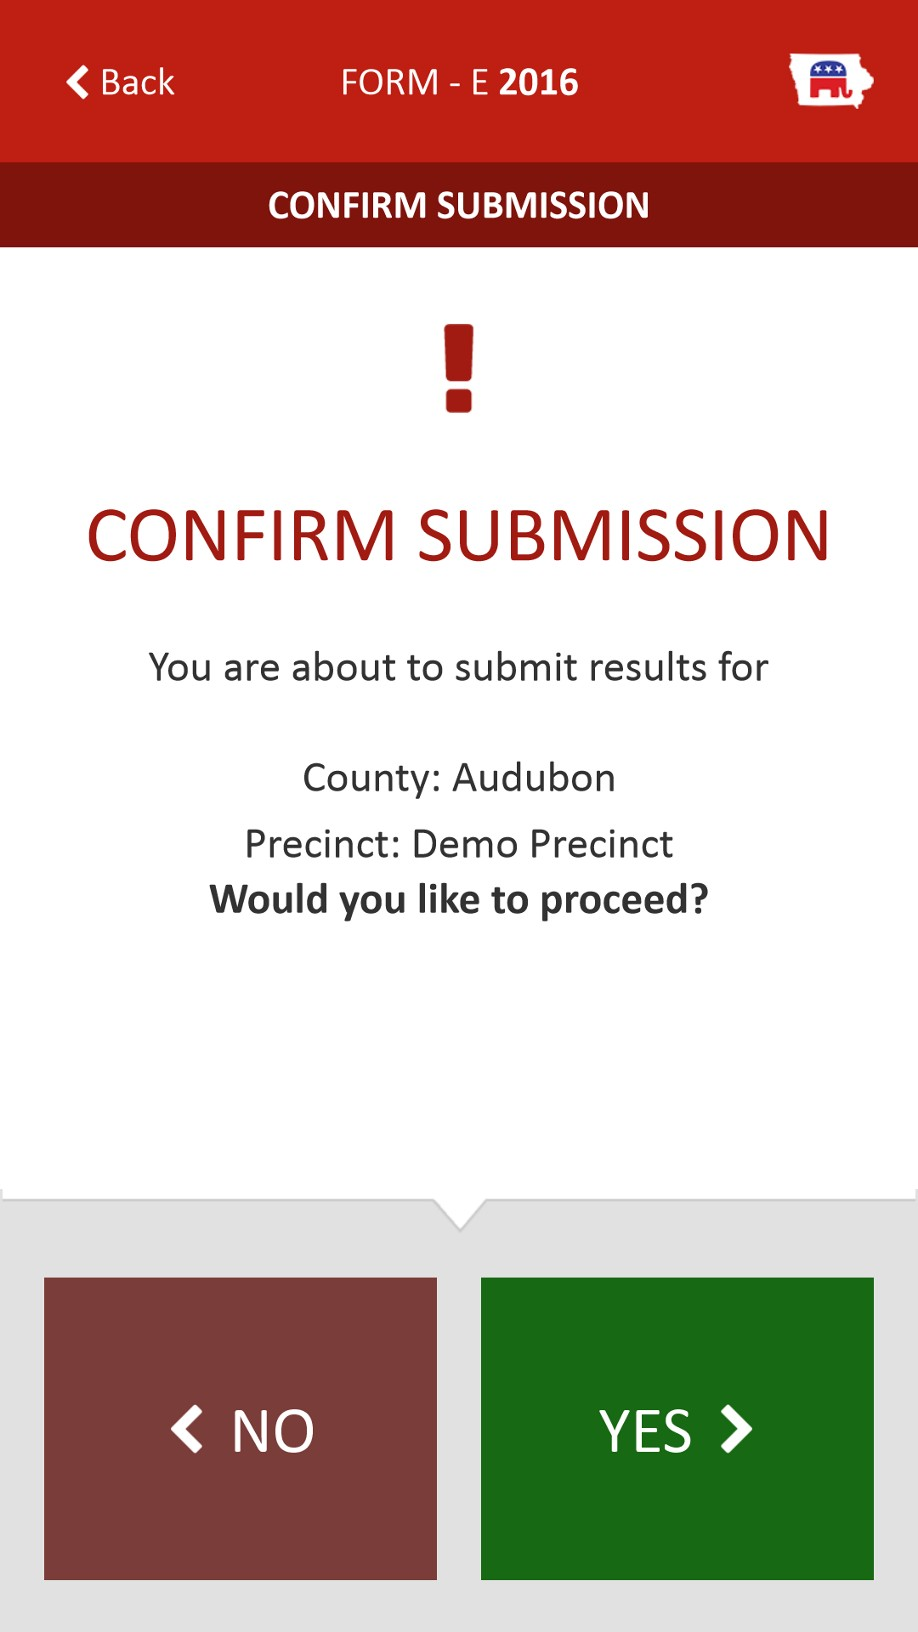 Back
FORM - E 2016
CONFIRM SUBMISSION
!
CONFIRM SUBMISSION
You are about to submit results for
County: Audubon
Precinct: Demo Precinct
Would you like to proceed?
NO
YES